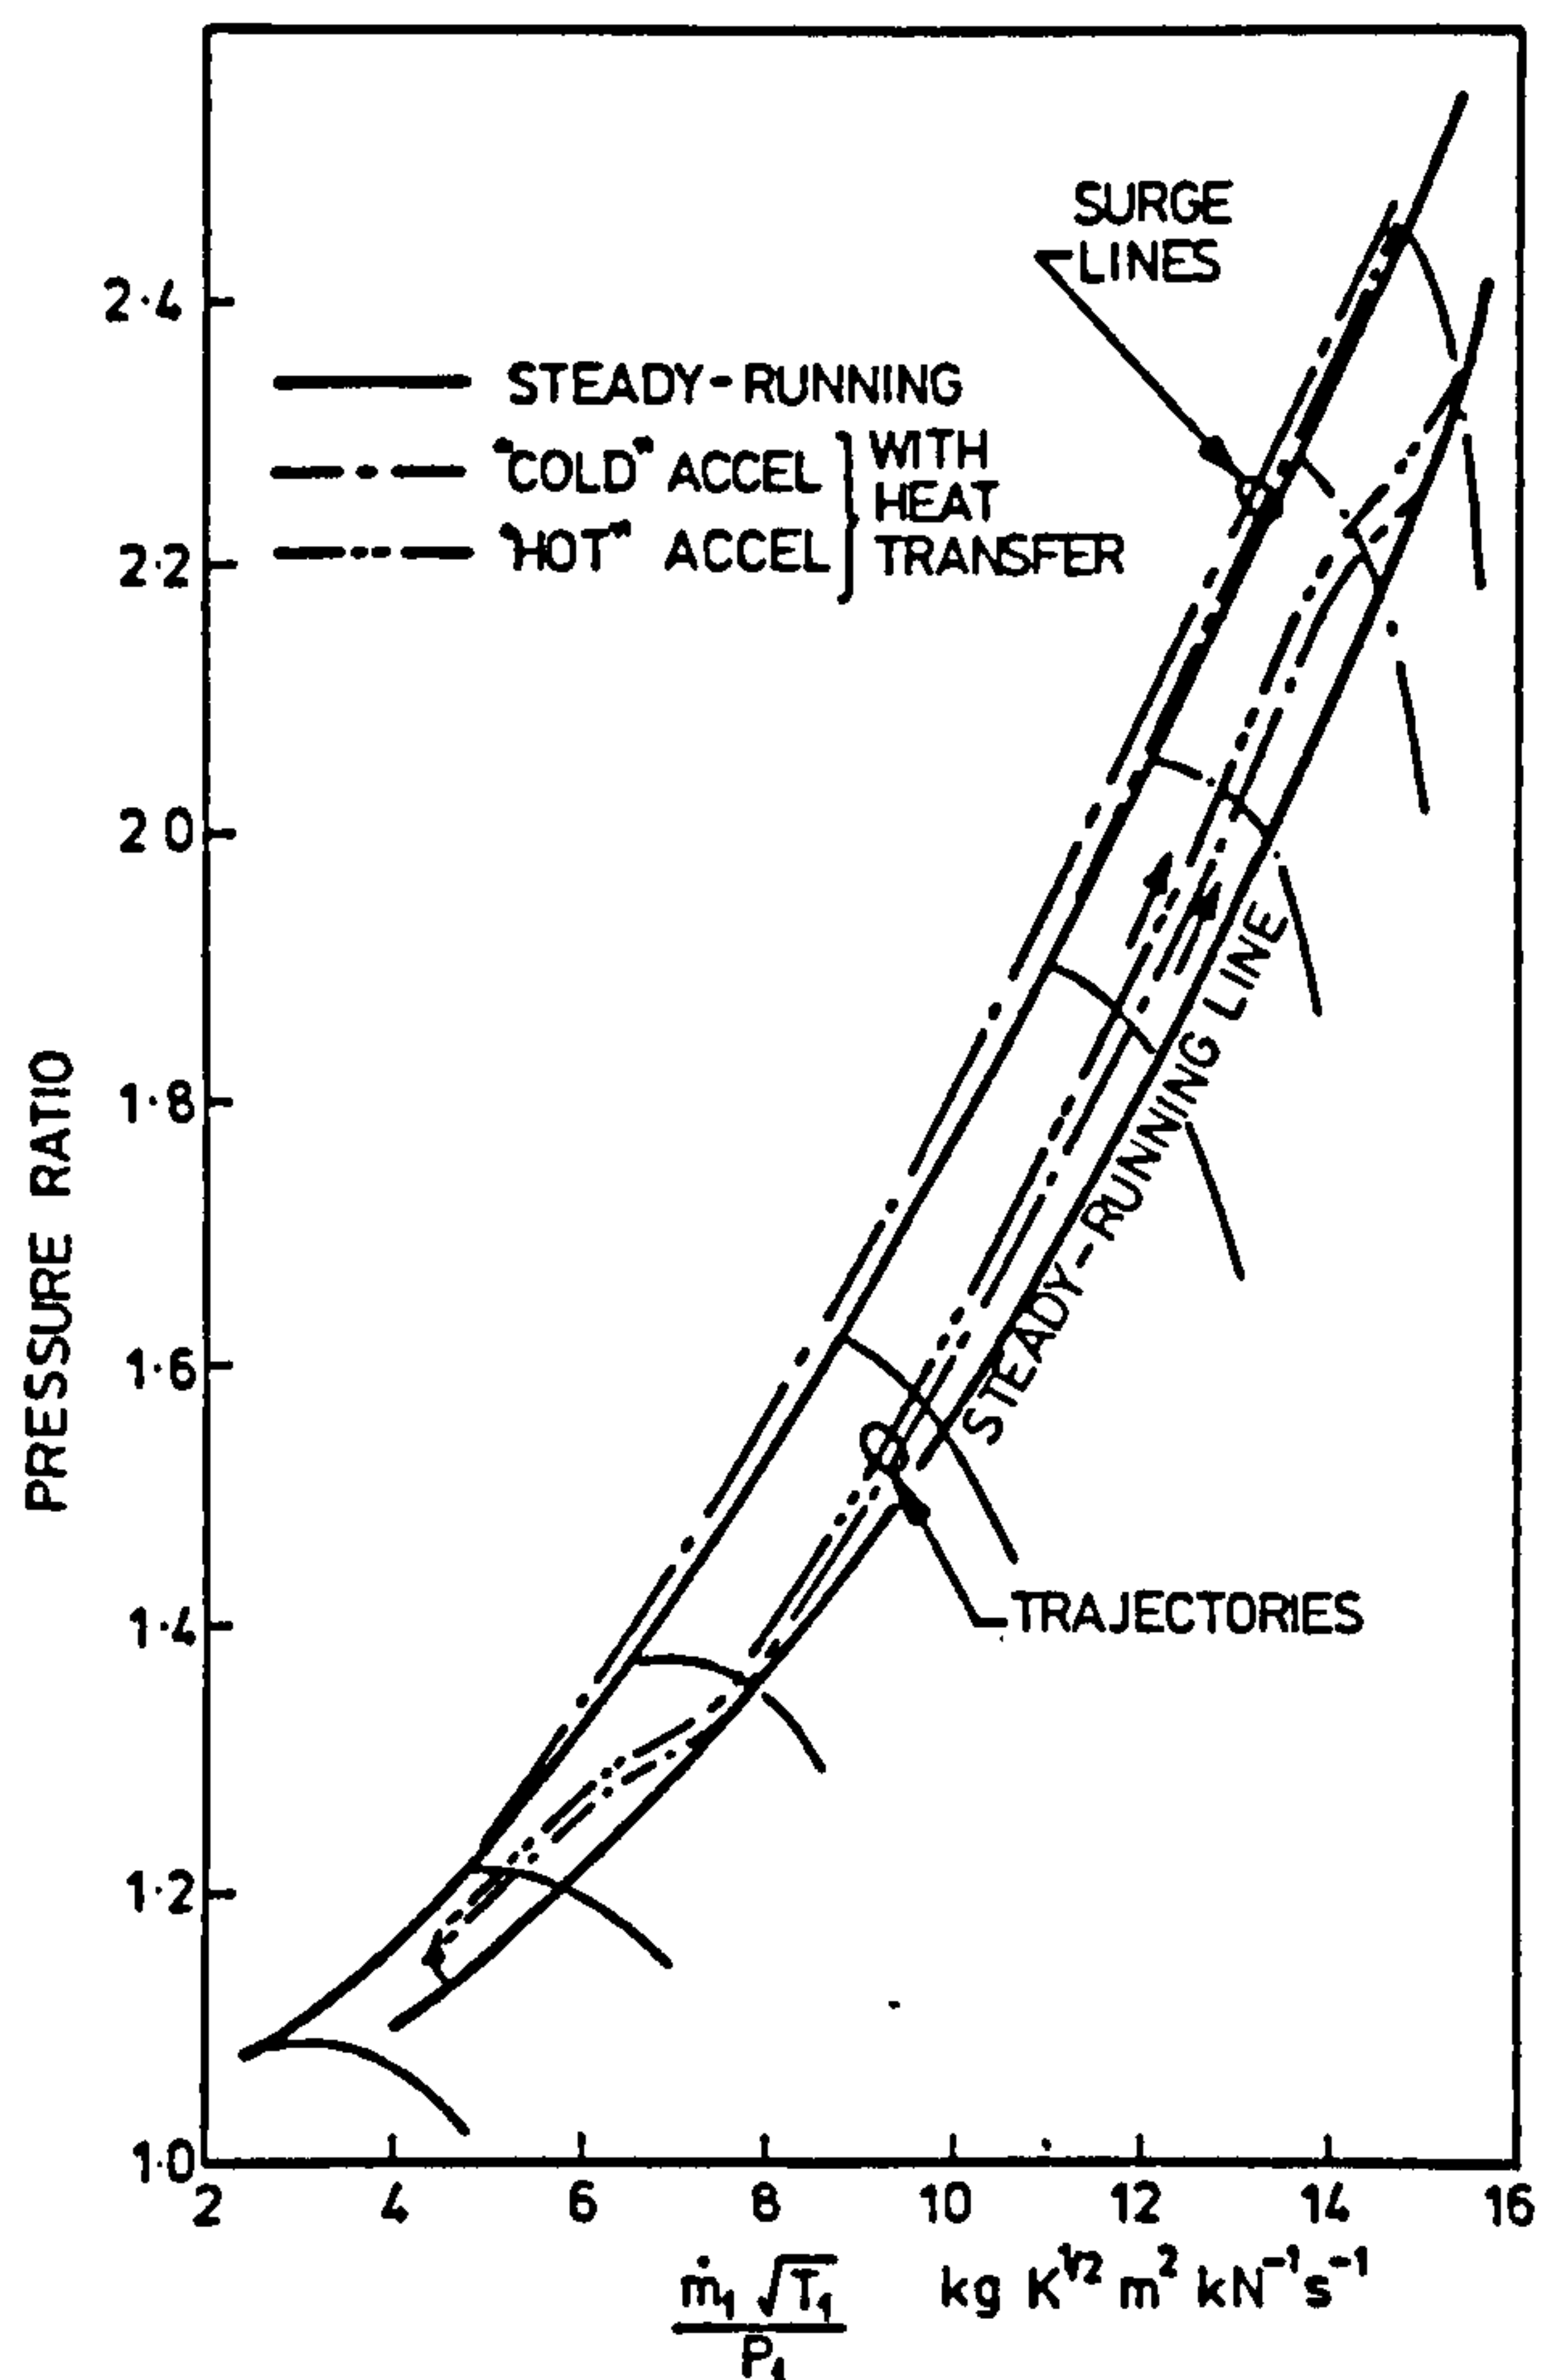 SURGE
LINES
2·4
STEADY-RUNNING
"COLD" ACCEL
WITH
HEAT
TRANSFER
"HOT" ACCEL
2·2
2 0
STEADY-RUNNING LINE
1·8
PRESSURE RATIO
1·6
TRAJECTORIES
1·4
1·2
1·0
2 4 6 8 10 12 14 16
ṁ₁ √T₁
P₁
kg K^1/2 m² kN⁻¹ s⁻¹